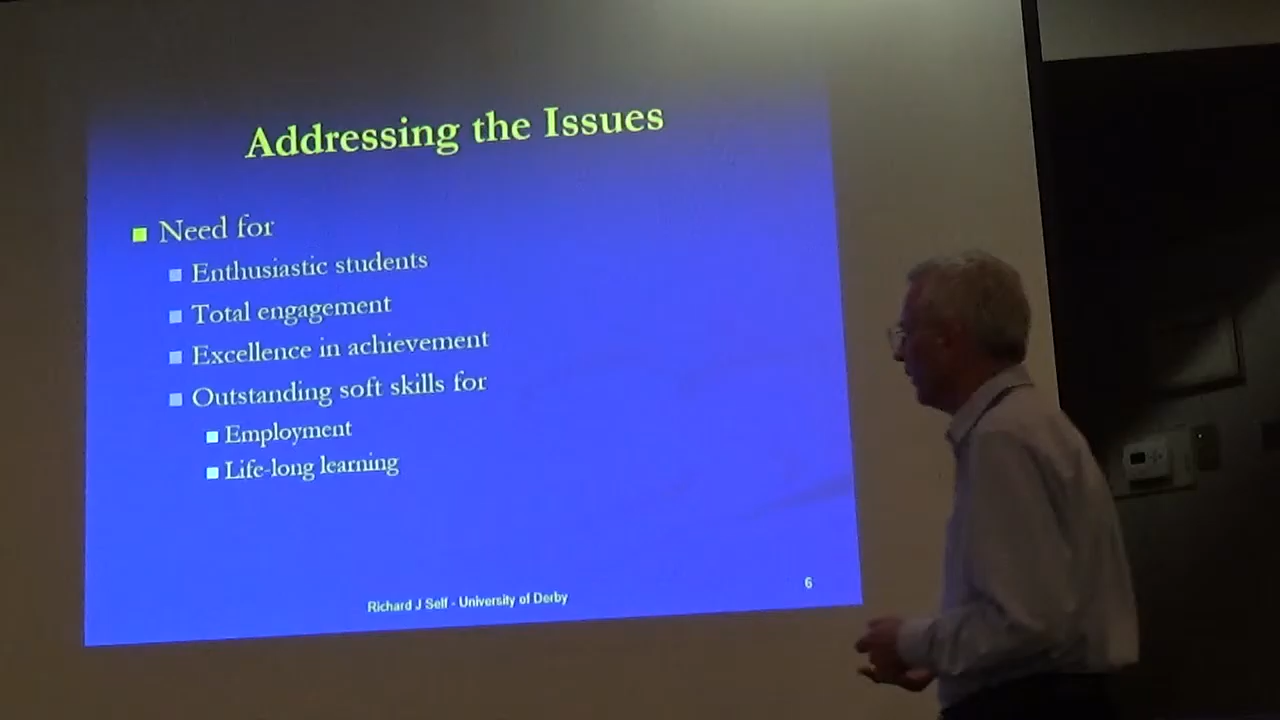 Addressing the Issues
Need for
Enthusiastic students
Total engagement
Excellence in achievement
Outstanding soft skills for
Employment
Life-long learning
Richard J Self - University of Derby
6